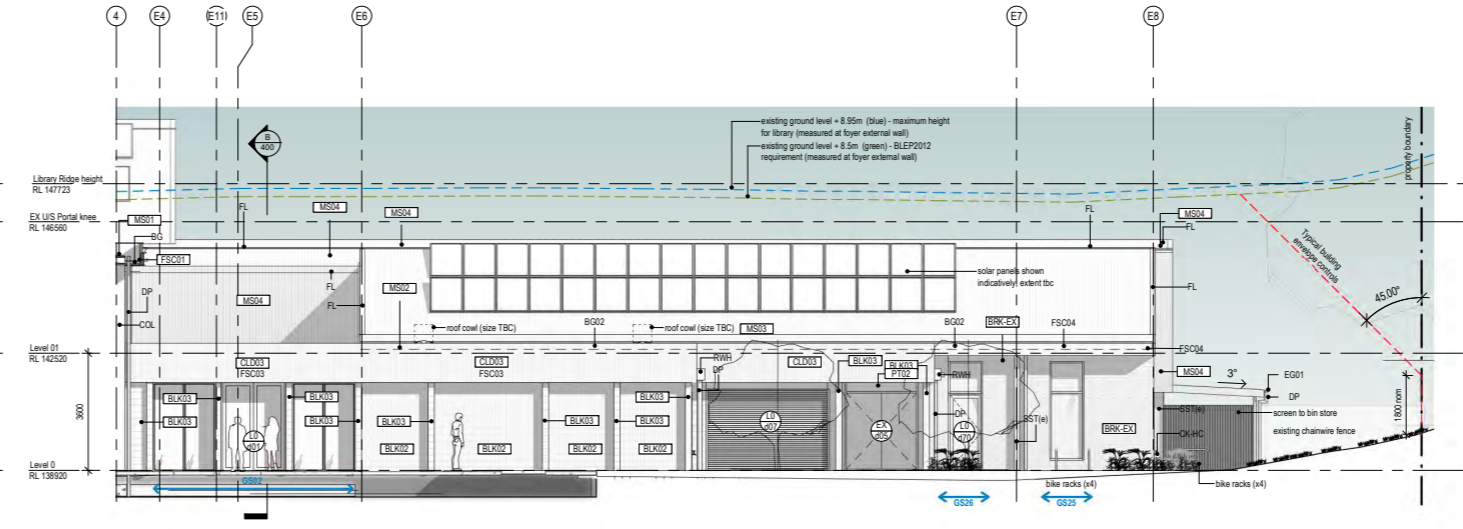 4
E4
E11
E5
E6
E7
E8
B
400
existing ground level + 8.95m (blue) - maximum height
for library (measured at foyer external wall)
existing ground level + 8.5m (green) - BLEP2012
requirement (measured at foyer external wall)
property boundary
Library Ridge height
RL 147723
EX U/S Portal knee
RL 146560
MS01
BG
FSC01
FL
MS04
MS04
FL
MS04
FL
Typical building
envelope controls
45.00°
solar panels shown
indicatively extent tbc
FL
MS04
FL
MS02
FL
DP
COL
roof cowl (size TBC)
roof cowl (size TBC)
MS03
BG02
BG02
BRK-EX
FSC04
FSC04
Level 01
RL 142520
CLD03
FSC03
CLD03
FSC03
RWH
DP
CLD03
BLK03
BLK03
PT02
RWH
MS04
3°
EG01
DP
1800 nom
3600
BLK03
BLK03
BLK03
BLK03
BLK03
BLK03
BLK03
BLK03
BLK03
BLK03
BLK02
BLK02
BLK02
BLK02
L0
d01
L0
d07
EX
d05
DP
L0
d70
SST(e)
BRK-EX
SST(e)
CK-HC
screen to bin store
existing chainwire fence
Level 0
RL 138920
GS02
GS26
bike racks (x4)
GS25
bike racks (x4)